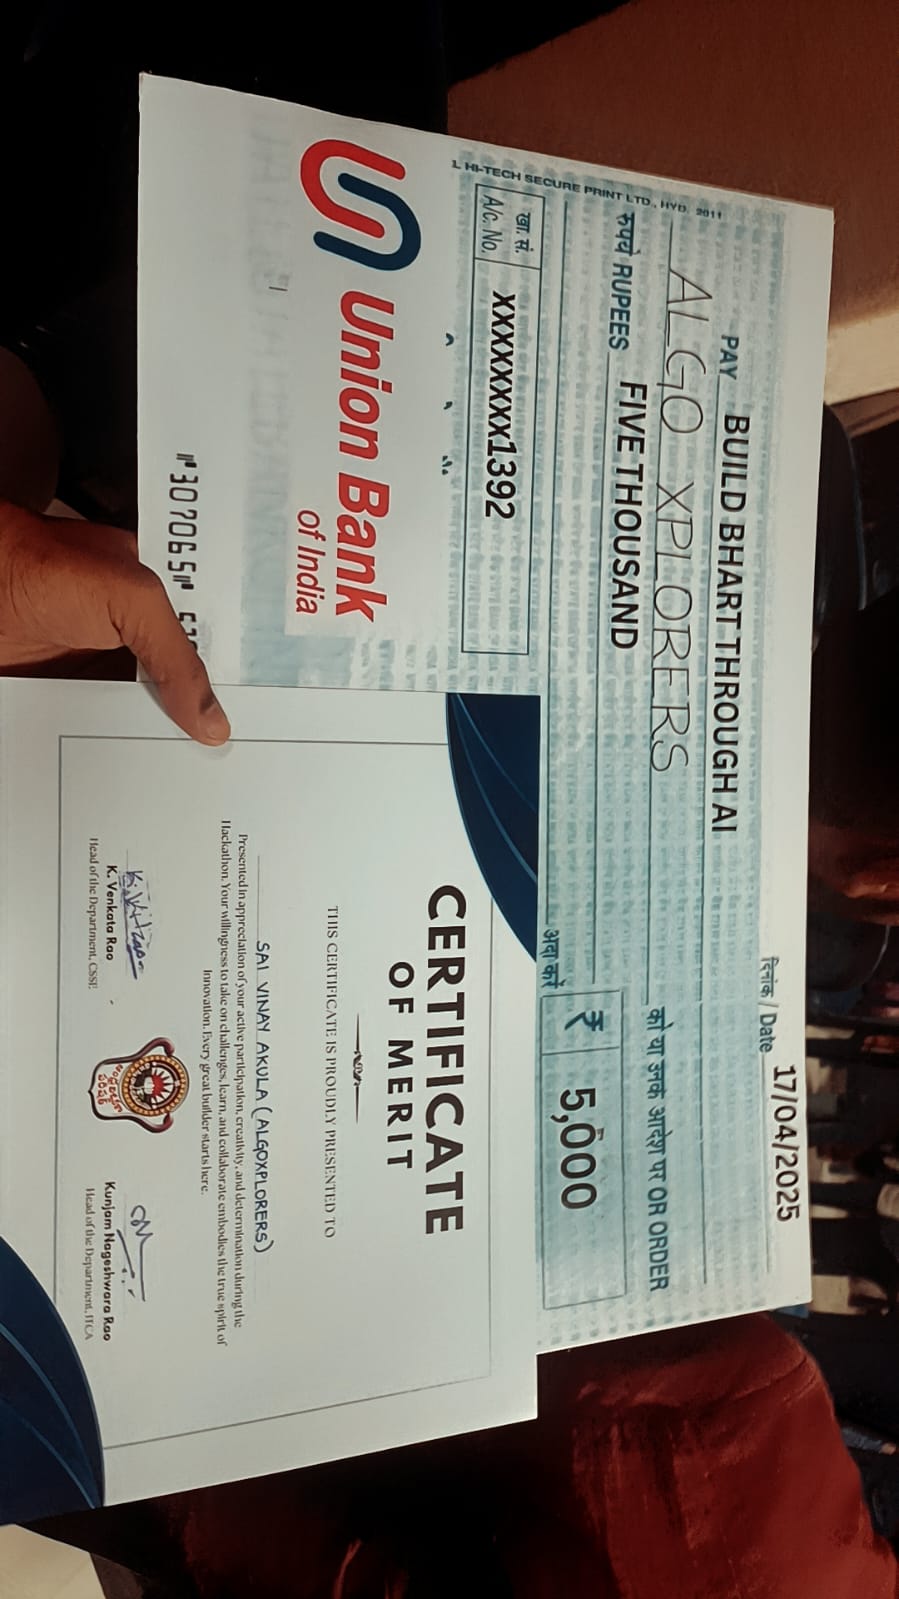 1. HI-TECH SECURE PRINT LTD., HYD. 2011
दिनांक / Date 17/04/2025
PAY BUILD BHART THROUGH AI
ALGO XPLORERS को या उनके आदेश पर OR ORDER
रुपये RUPEES FIVE THOUSAND
अदा करें ₹ 5,000
खा. सं.
A/c. No. xxxxxxxx1392
Union Bank
of India
⑈307065⑈
CERTIFICATE
OF MERIT
THIS CERTIFICATE IS PROUDLY PRESENTED TO
SAI VINAY AKULA (ALGOXPLORERS)
Presented in appreciation of your active participation, creativity, and determination during the
Hackathon. Your willingness to take on challenges, learn, and collaborate embodies the true spirit of
Innovation. Every great builder starts here.
K. Venkata Rao
Head of the Department, CSSE
Kunjam Nageshwara Rao
Head of the Department, ITCA